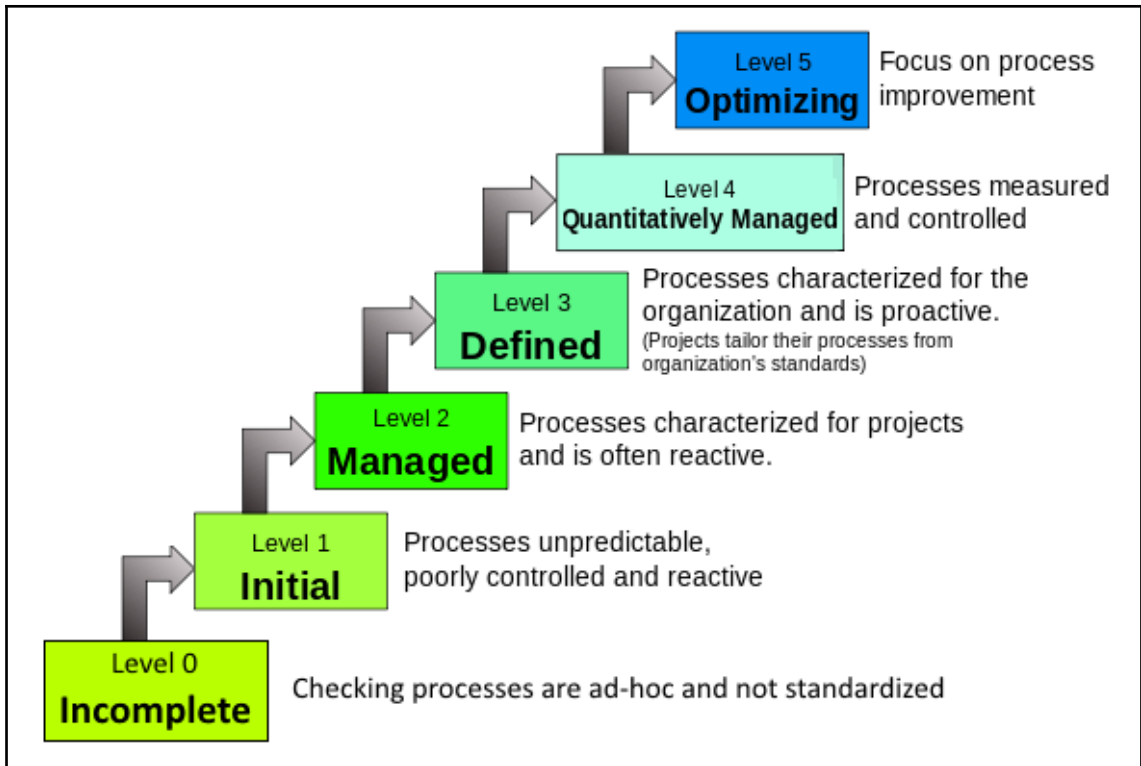 Level 5
Optimizing
Focus on process
improvement
Level 4
Quantitatively Managed
Processes measured
and controlled
Level 3
Defined
Processes characterized for the
organization and is proactive.
(Projects tailor their processes from
organization's standards)
Level 2
Managed
Processes characterized for projects
and is often reactive.
Level 1
Initial
Processes unpredictable,
poorly controlled and reactive
Level 0
Incomplete
Checking processes are ad-hoc and not standardized